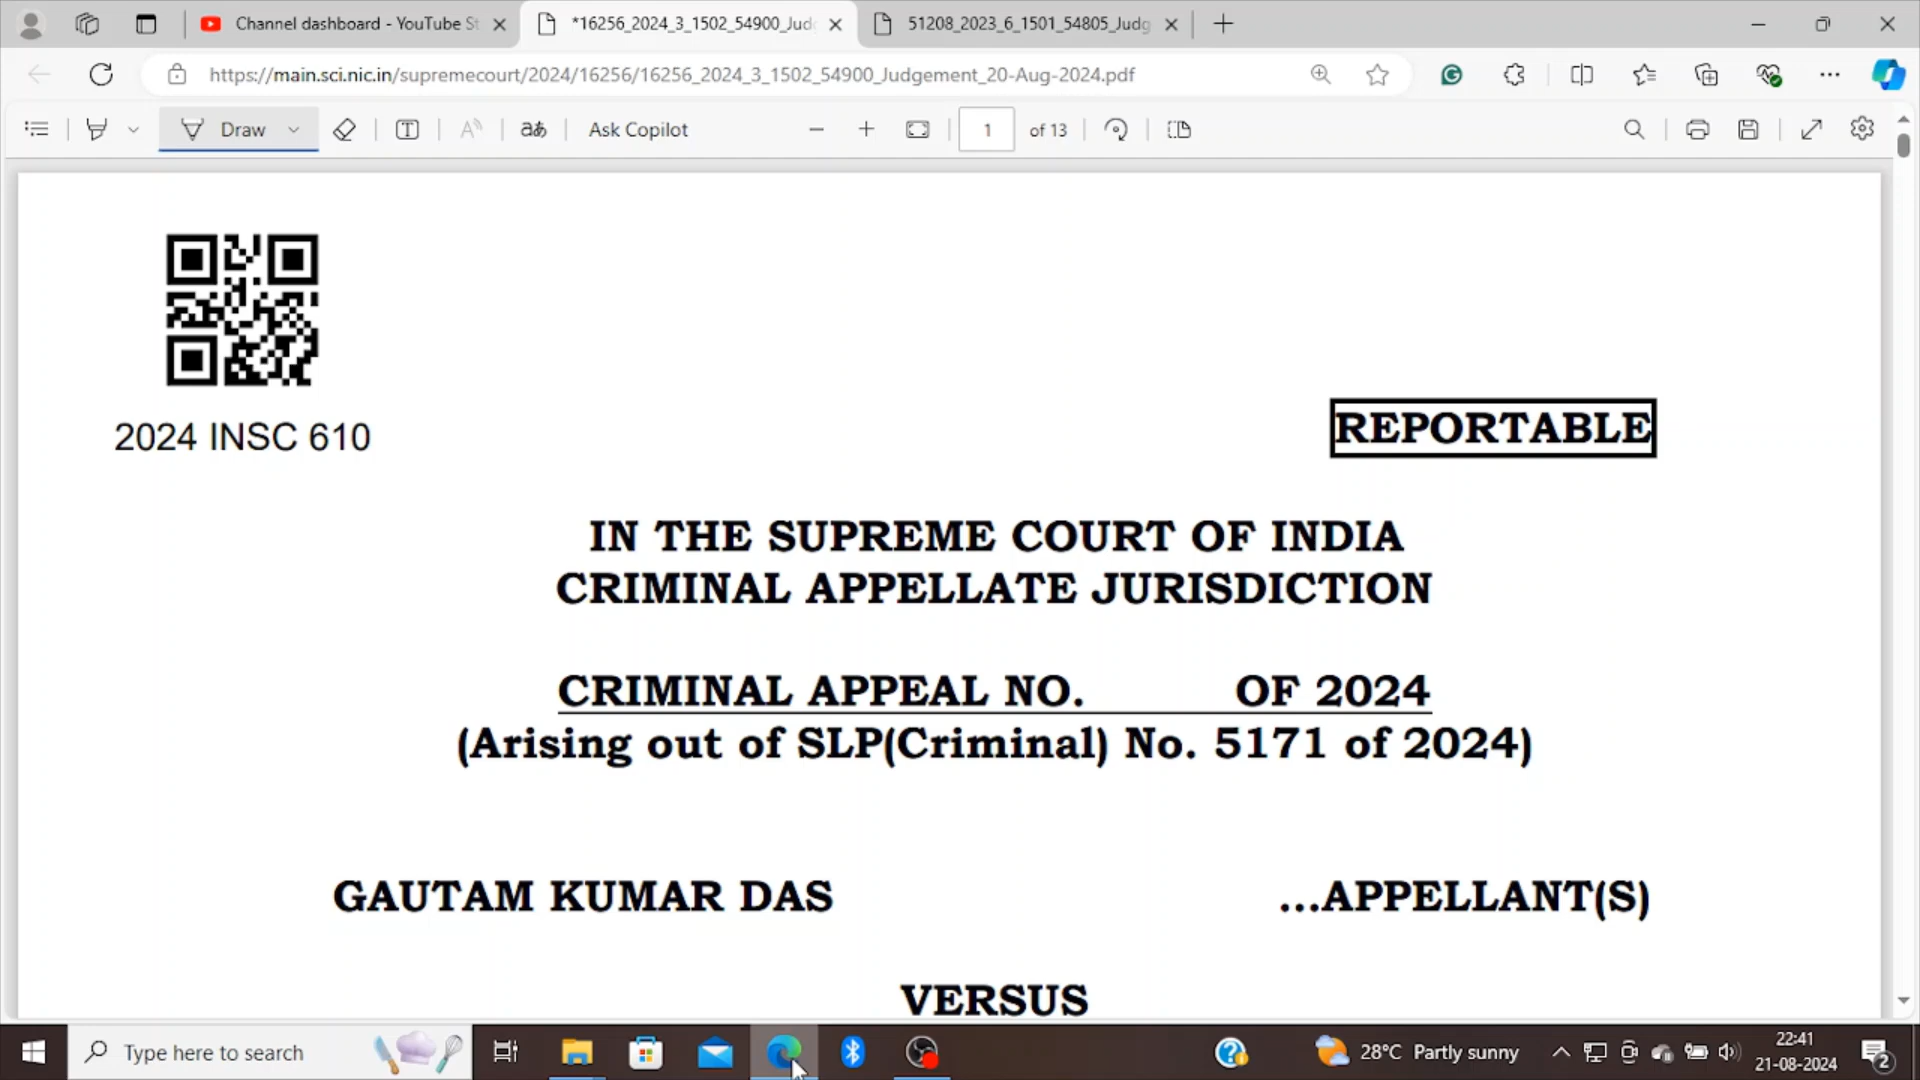 Channel dashboard - YouTube St
*16256_2024_3_1502_54900_Jud
51208_2023_6_1501_54805_Judg
https://main.sci.nic.in/supremecourt/2024/16256/16256_2024_3_1502_54900_Judgement_20-Aug-2024.pdf
Draw
Ask Copilot
1 of 13
2024 INSC 610
REPORTABLE
IN THE SUPREME COURT OF INDIA
CRIMINAL APPELLATE JURISDICTION
CRIMINAL APPEAL NO. OF 2024
(Arising out of SLP(Criminal) No. 5171 of 2024)
GAUTAM KUMAR DAS ...APPELLANT(S)
VERSUS
Type here to search
28°C Partly sunny
22:41
21-08-2024
2